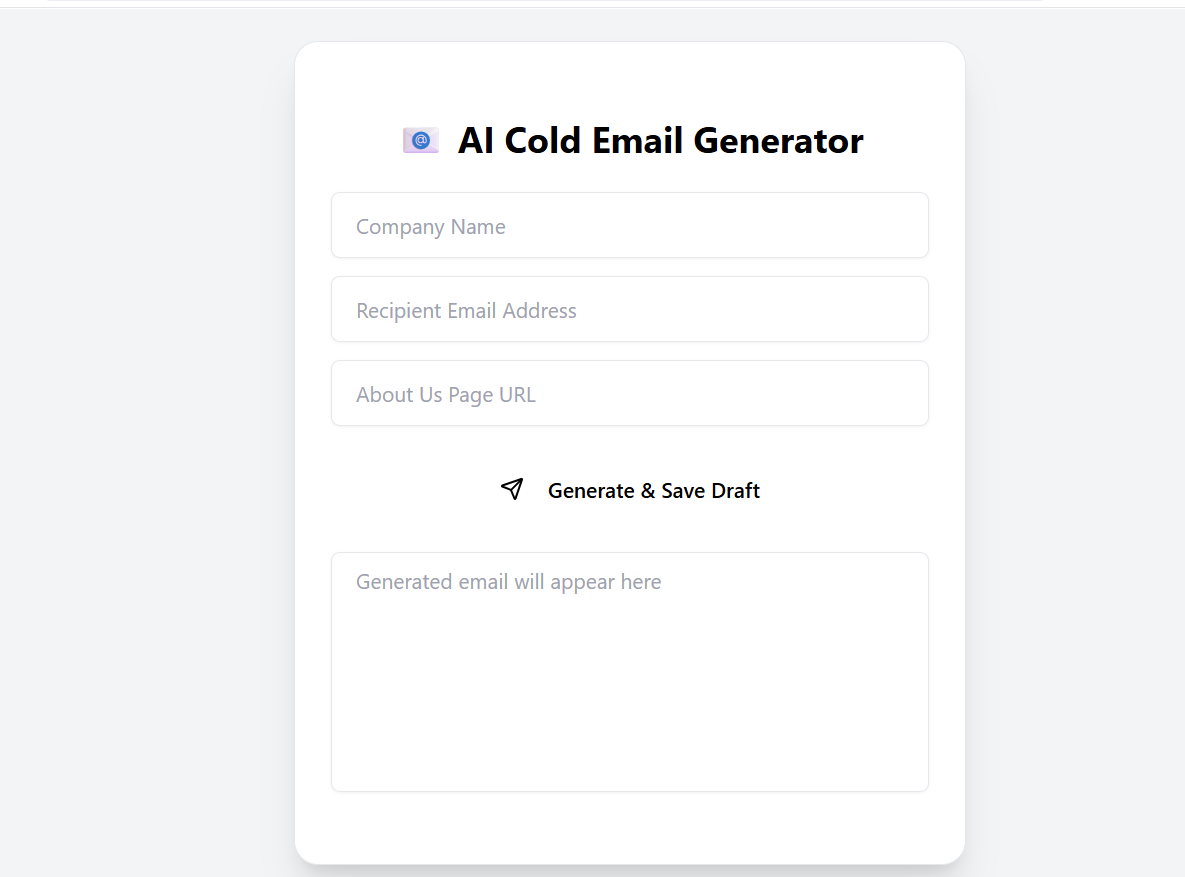 AI Cold Email Generator
Company Name
Recipient Email Address
About Us Page URL
Generate & Save Draft
Generated email will appear here